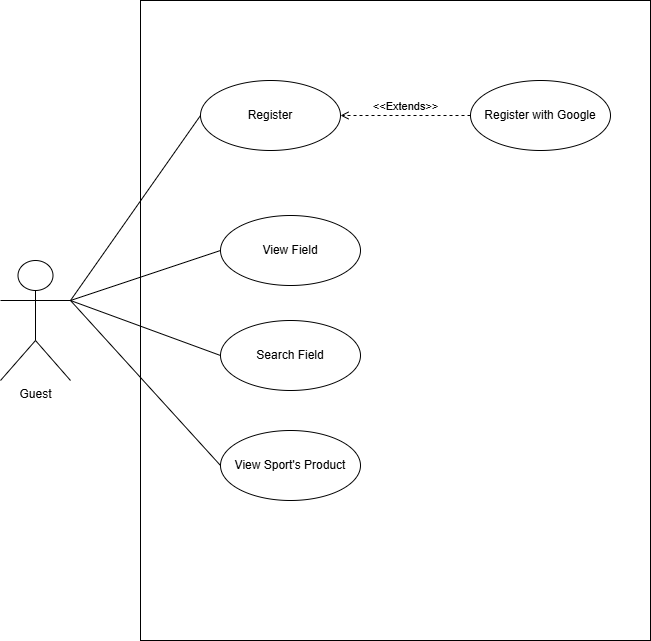 Register
<<Extends>>
Register with Google
View Field
Search Field
Guest
View Sport's Product